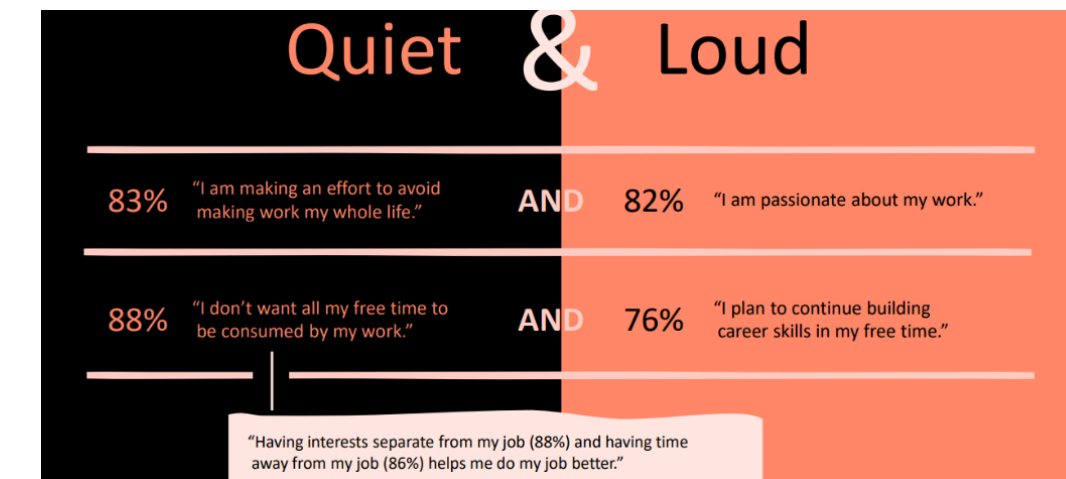 Quiet & Loud
83% “I am making an effort to avoid
making work my whole life.”
AND
82% “I am passionate about my work.”
88% “I don’t want all my free time to
be consumed by my work.”
AND
76% “I plan to continue building
career skills in my free time.”
“Having interests separate from my job (88%) and having time
away from my job (86%) helps me do my job better.”